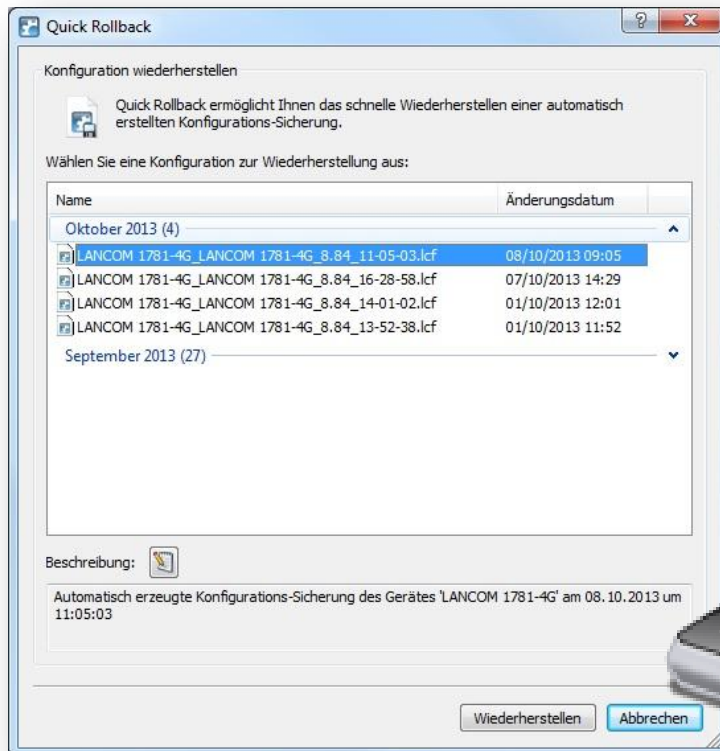 Quick Rollback
?
X
Konfiguration wiederherstellen
Quick Rollback ermöglicht Ihnen das schnelle Wiederherstellen einer automatisch
erstellten Konfigurations-Sicherung.
Wählen Sie eine Konfiguration zur Wiederherstellung aus:
Name Änderungsdatum
Oktober 2013 (4)
LANCOM 1781-4G_LANCOM 1781-4G_8.84_11-05-03.lcf 08/10/2013 09:05
LANCOM 1781-4G_LANCOM 1781-4G_8.84_16-28-58.lcf 07/10/2013 14:29
LANCOM 1781-4G_LANCOM 1781-4G_8.84_14-01-02.lcf 01/10/2013 12:01
LANCOM 1781-4G_LANCOM 1781-4G_8.84_13-52-38.lcf 01/10/2013 11:52
September 2013 (27)
Beschreibung:
Automatisch erzeugte Konfigurations-Sicherung des Gerätes 'LANCOM 1781-4G' am 08.10.2013 um
11:05:03
Wiederherstellen Abbrechen